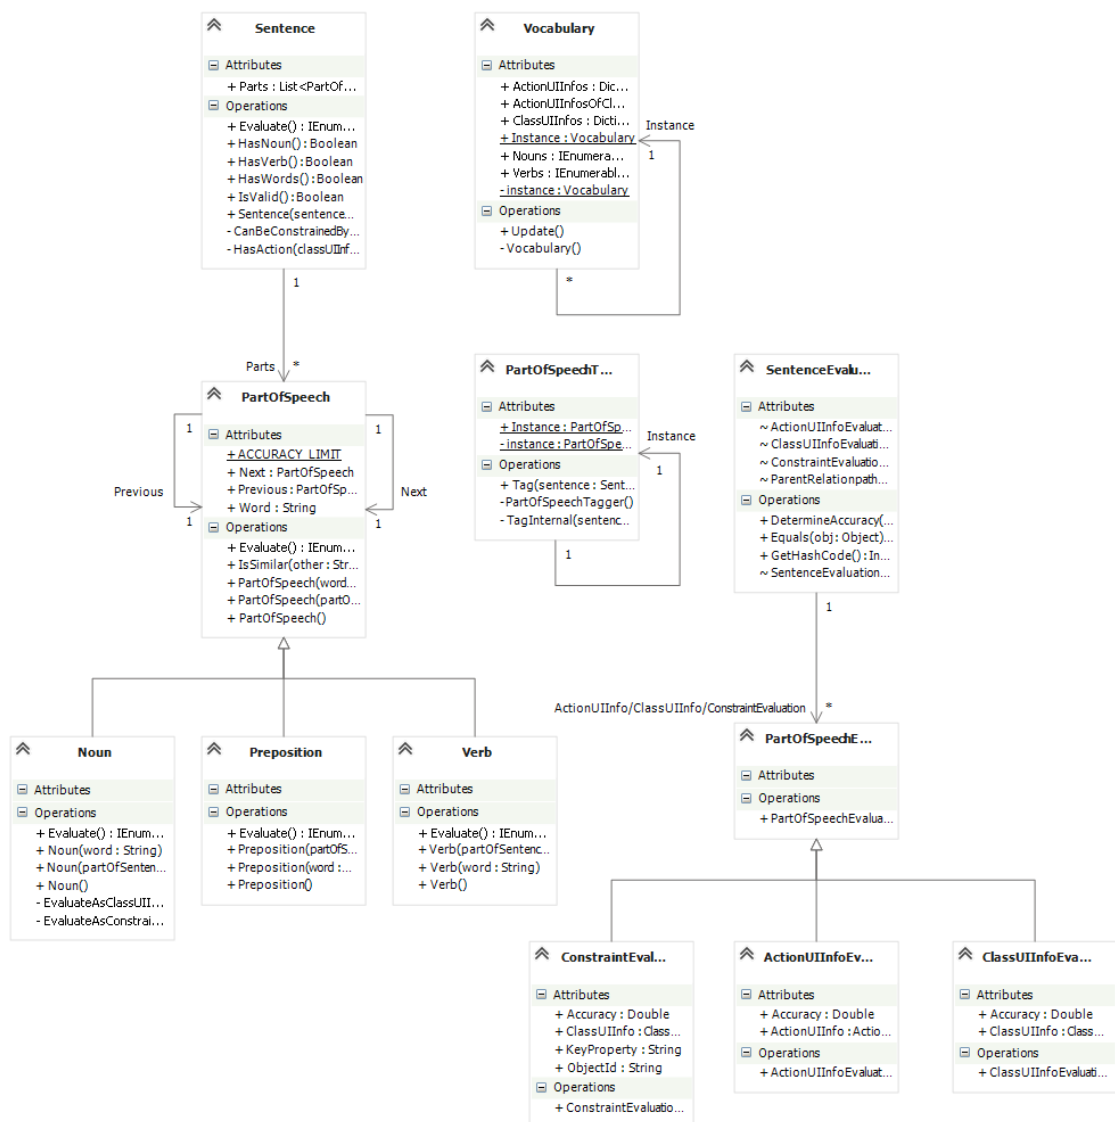 Sentence
Attributes
+ Parts : List<PartOf...
Operations
+ Evaluate() : IEnum...
+ HasNoun() : Boolean
+ HasVerb() : Boolean
+ HasWords() : Boolean
+ IsValid() : Boolean
+ Sentence(sentence...
- CanBeConstrainedBy...
- HasAction(classUIInf...
1
Parts
*
Vocabulary
Attributes
+ ActionUIInfos : Dic...
+ ActionUIInfosOfCl...
+ ClassUIInfos : Dicti...
+ Instance : Vocabulary
+ Nouns : IEnumera...
+ Verbs : IEnumerabl...
- instance : Vocabulary
Operations
+ Update()
- Vocabulary()
Instance
1
*
PartOfSpeech
Attributes
+ ACCURACY_LIMIT
+ Next : PartOfSpeech
+ Previous : PartOfSp...
+ Word : String
Operations
+ Evaluate() : IEnum...
+ IsSimilar(other : Str...
+ PartOfSpeech(word...
+ PartOfSpeech(partO...
+ PartOfSpeech()
1
Previous
1
1
Next
1
PartOfSpeechT...
Attributes
+ Instance : PartOfSp...
- instance : PartOfSpe...
Operations
+ Tag(sentence : Sent...
- PartOfSpeechTagger()
- TagInternal(sentenc...
Instance
1
1
SentenceEvalu...
Attributes
~ ActionUIInfoEvaluat...
~ ClassUIInfoEvaluati...
~ ConstraintEvaluatio...
~ ParentRelationpath...
Operations
+ DetermineAccuracy(...
+ Equals(obj : Object)...
+ GetHashCode() : In...
~ SentenceEvaluation...
1
ActionUIInfo/ClassUIInfo/ConstraintEvaluation
*
Noun
Attributes
Operations
+ Evaluate() : IEnum...
+ Noun(word : String)
+ Noun(partOfSenten...
+ Noun()
- EvaluateAsClassUII...
- EvaluateAsConstrai...
Preposition
Attributes
Operations
+ Evaluate() : IEnum...
+ Preposition(partOfS...
+ Preposition(word :...
+ Preposition()
Verb
Attributes
Operations
+ Evaluate() : IEnum...
+ Verb(partOfSentenc...
+ Verb(word : String)
+ Verb()
PartOfSpeechE...
Attributes
Operations
+ PartOfSpeechEvalua...
ConstraintEval...
Attributes
+ Accuracy : Double
+ ClassUIInfo : Class...
+ KeyProperty : String
+ ObjectId : String
Operations
+ ConstraintEvaluatio...
ActionUIInfoEv...
Attributes
+ Accuracy : Double
+ ActionUIInfo : Actio...
Operations
+ ActionUIInfoEvaluat...
ClassUIInfoEva...
Attributes
+ Accuracy : Double
+ ClassUIInfo : Class...
Operations
+ ClassUIInfoEvaluati...